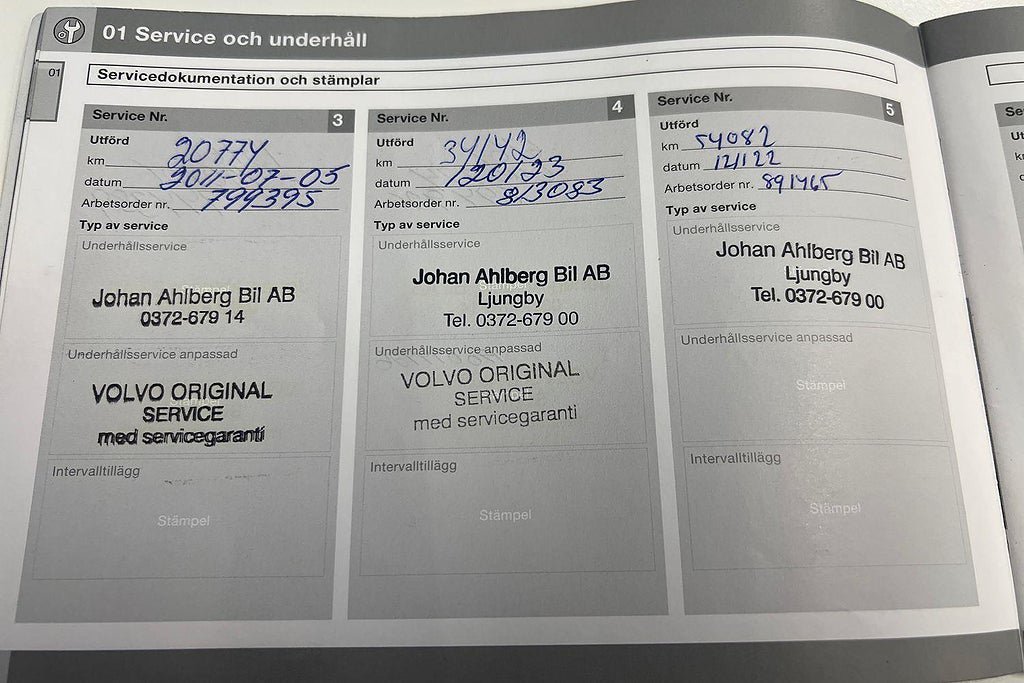 01 Service och underhåll
01
Servicedokumentation och stämplar
Service Nr. 3
Utförd
km 20774
datum 2011-07-05
Arbetsorder nr. 799395
Typ av service
Underhållsservice
Stämpel
Johan Ahlberg Bil AB
0372-679 14
Underhållsservice anpassad
VOLVO ORIGINAL
Stämpel
SERVICE
med servicegaranti
Intervalltillägg
Stämpel
Service Nr. 4
Utförd
km 34142
datum 120123
Arbetsorder nr. 813083
Typ av service
Underhållsservice
Johan Ahlberg Bil AB
Stämpel
Ljungby
Tel. 0372-679 00
Underhållsservice anpassad
VOLVO ORIGINAL
Stämpel
SERVICE
med servicegaranti
Intervalltillägg
Stämpel
Service Nr. 5
Utförd
km 54082
datum 121122
Arbetsorder nr. 891465
Typ av service
Underhållsservice
Johan Ahlberg Bil AB
Ljungby
Tel. 0372-679 00
Underhållsservice anpassad
Stämpel
Intervalltillägg
Stämpel